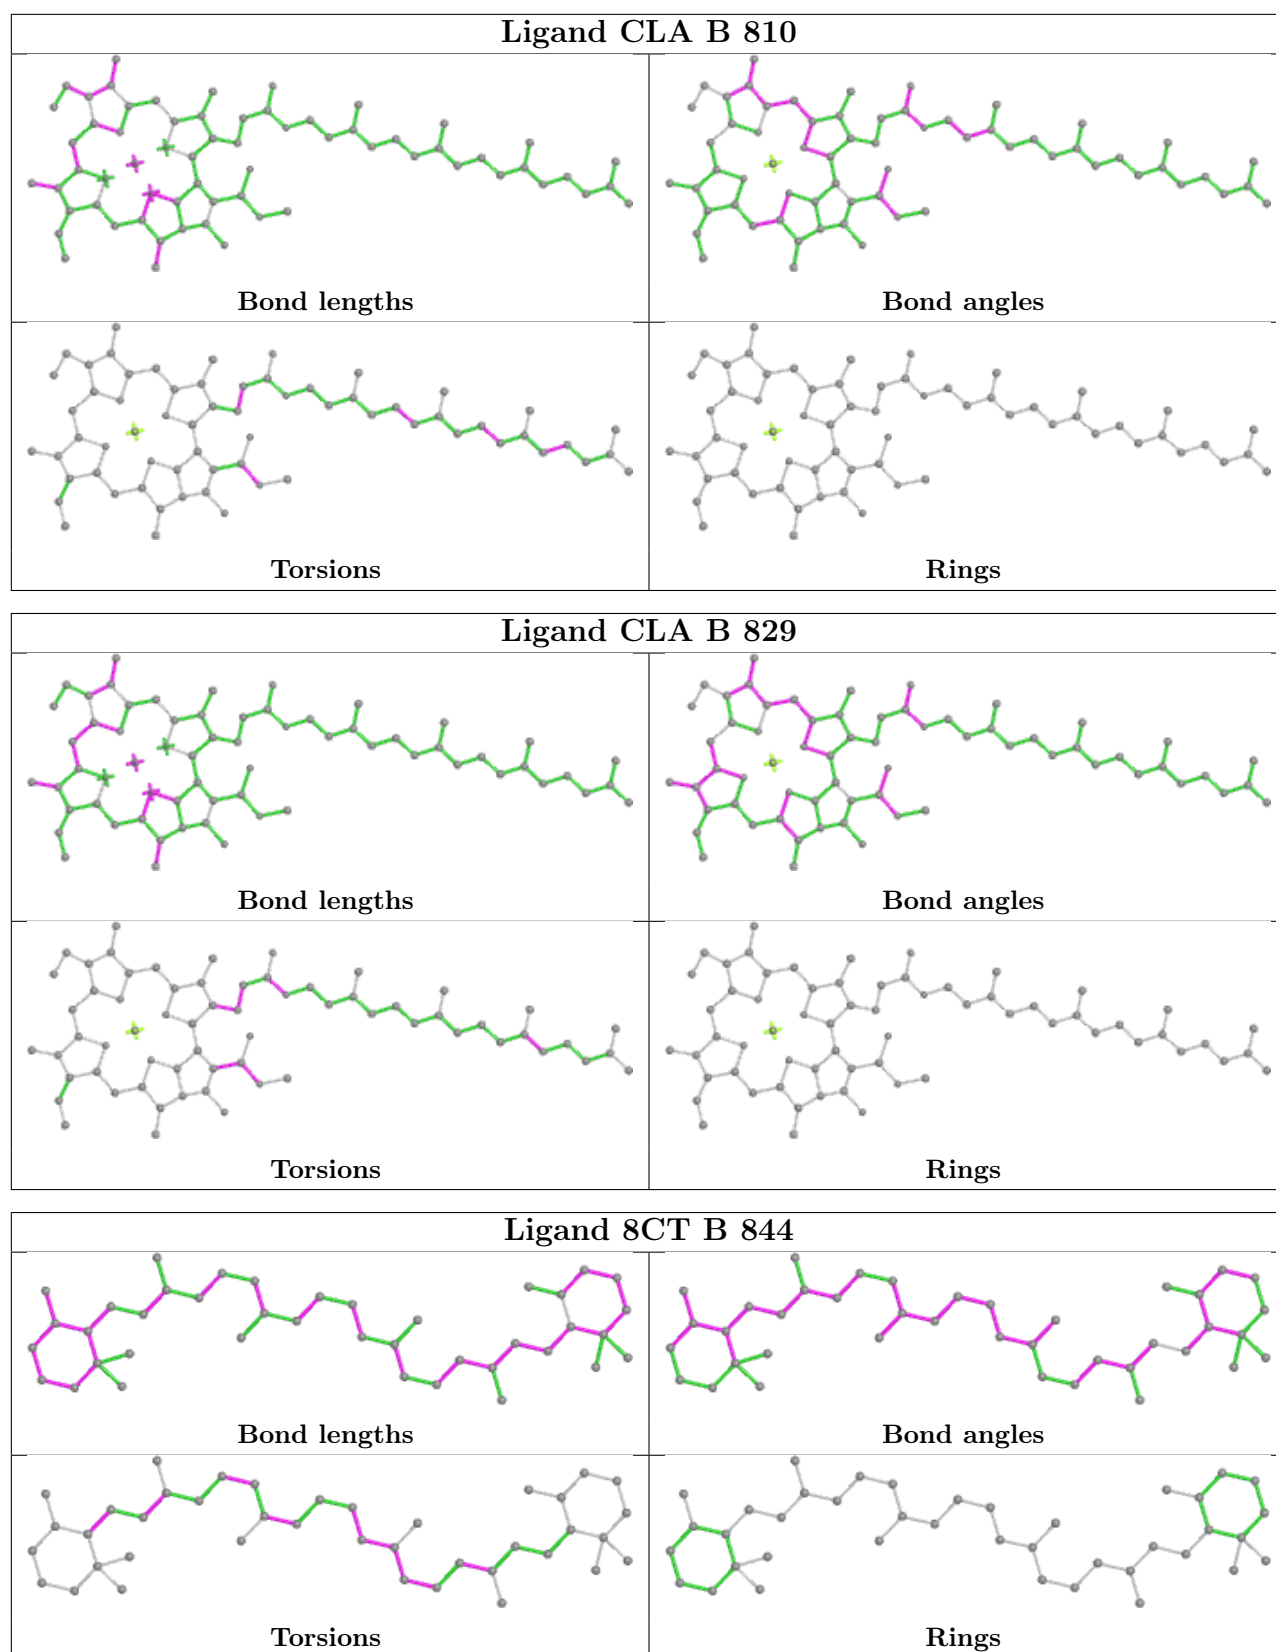 Ligand CLA B 810
Bond lengths
Bond angles
Torsions
Rings
Ligand CLA B 829
Bond lengths
Bond angles
Torsions
Rings
Ligand 8CT B 844
Bond lengths
Bond angles
Torsions
Rings